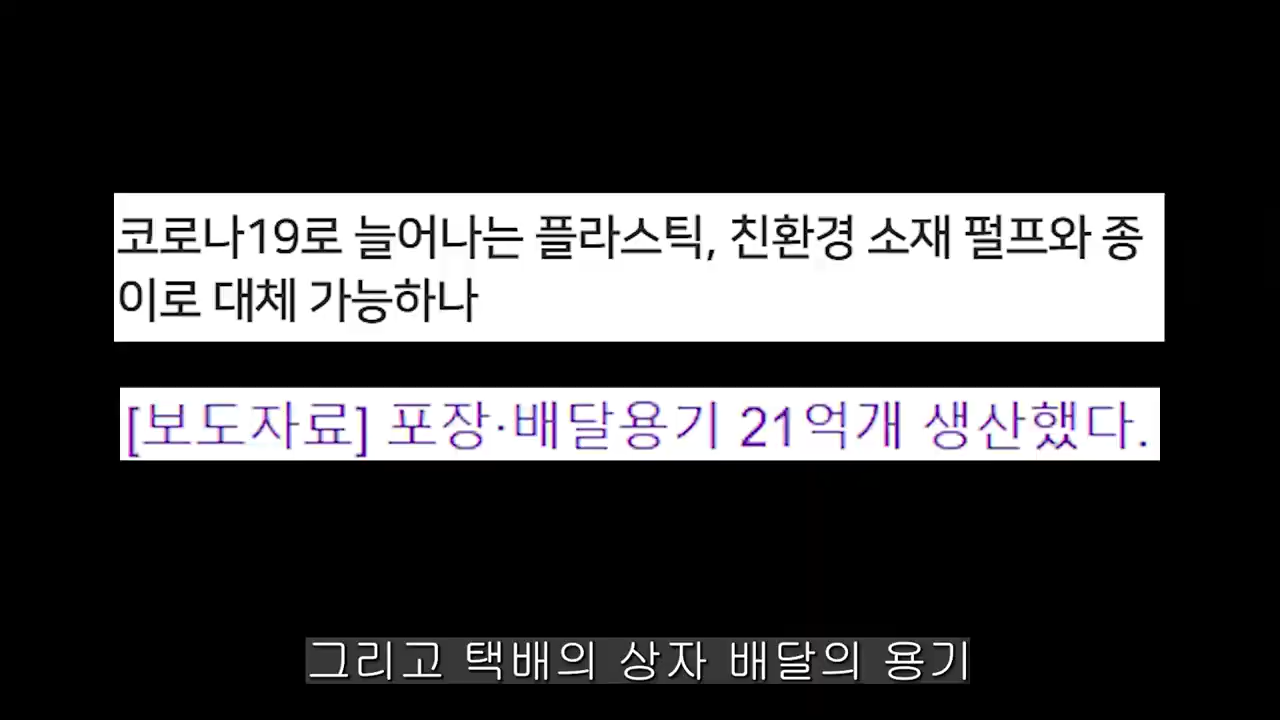 코로나19로 늘어나는 플라스틱, 친환경 소재 펄프와 종
이로 대체 가능하나
[보도자료] 포장·배달용기 21억개 생산했다.
그리고 택배의 상자 배달의 용기